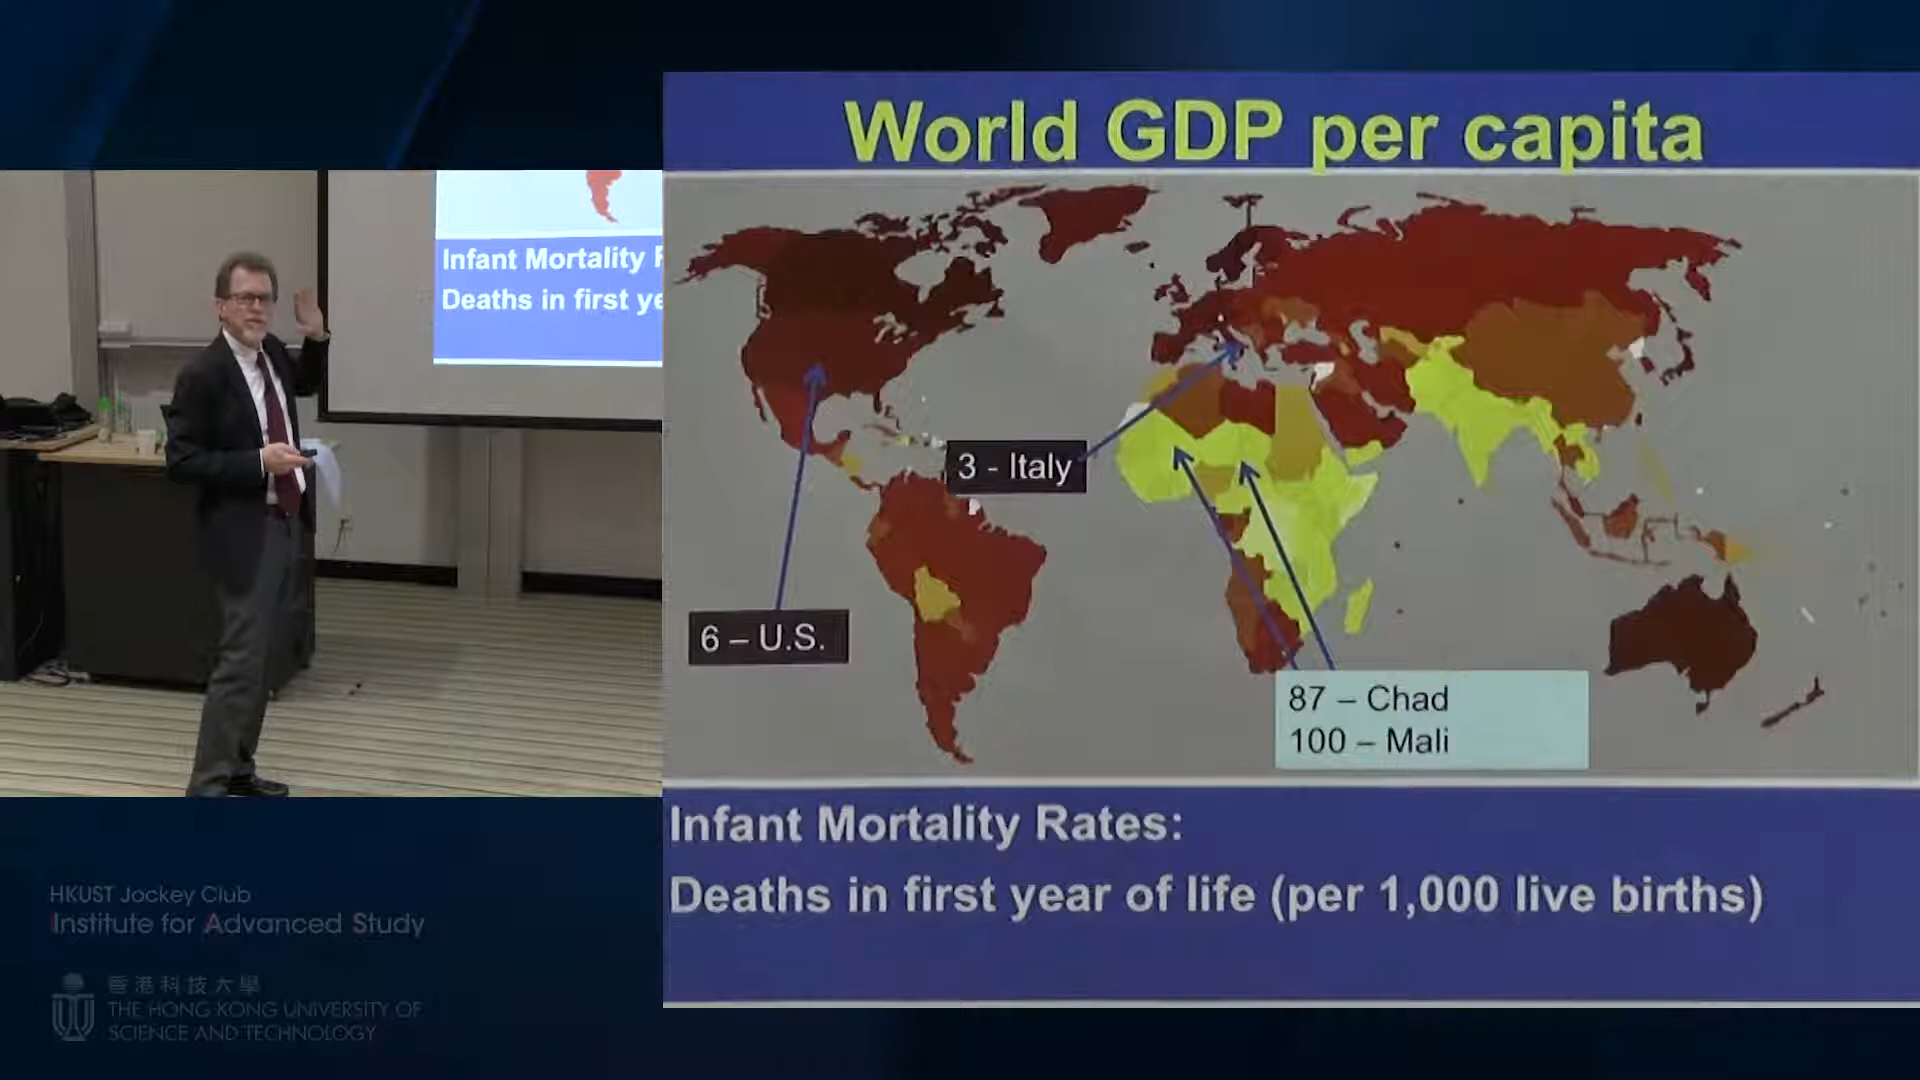 World GDP per capita
3 - Italy
6 – U.S.
87 – Chad
100 – Mali
Infant Mortality Rates:
Deaths in first year of life (per 1,000 live births)
Infant Mortality R
Deaths in first ye
HKUST Jockey Club
Institute for Advanced Study
香港科技大學
THE HONG KONG UNIVERSITY OF
SCIENCE AND TECHNOLOGY